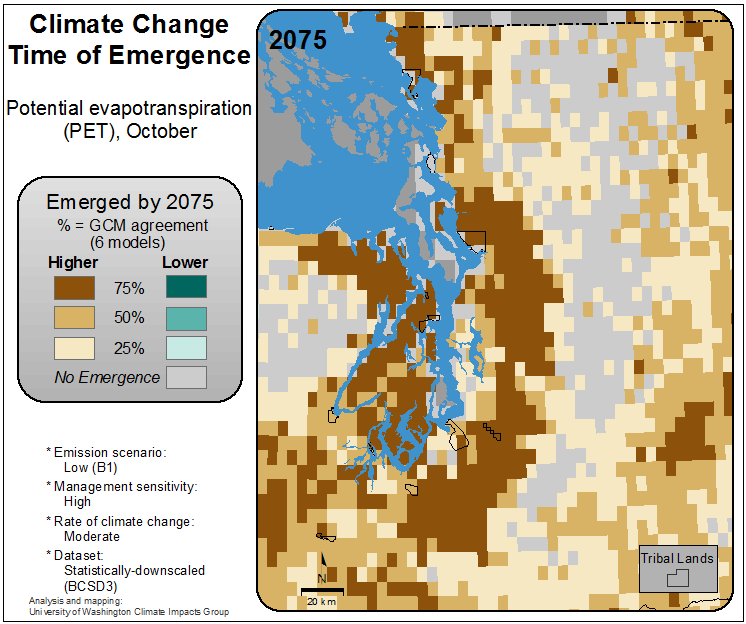 Climate Change
Time of Emergence
Potential evapotranspiration
(PET), October
Emerged by 2075
% = GCM agreement
(6 models)
Higher Lower
75%
50%
25%
No Emergence
* Emission scenario:
Low (B1)
* Management sensitivity:
High
* Rate of climate change:
Moderate
* Dataset:
Statistically-downscaled
(BCSD3)
Analysis and mapping:
University of Washington Climate Impacts Group
2075
N
20 km
Tribal Lands